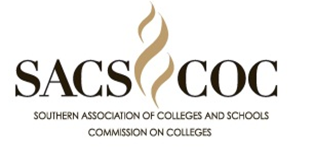 SACS COC
SOUTHERN ASSOCIATION OF COLLEGES AND SCHOOLS
COMMISSION ON COLLEGES